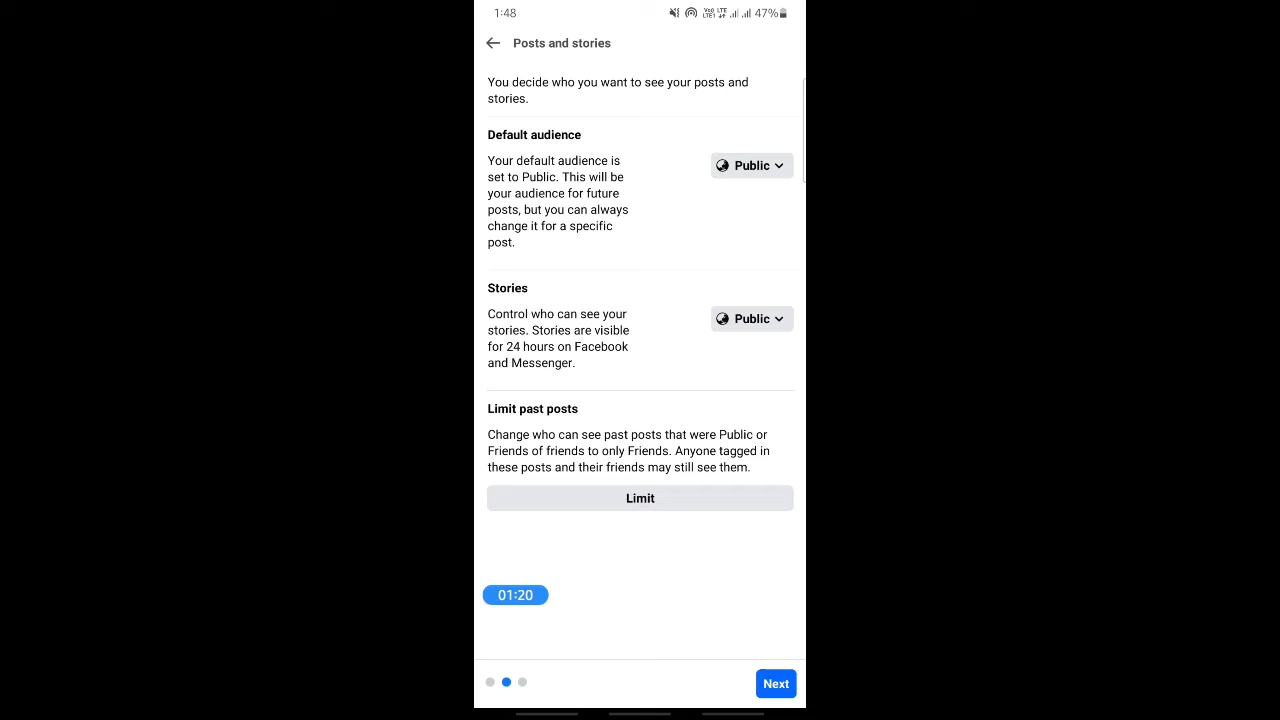 1:48
Vo9 LTE
LTE1
47%
Posts and stories
You decide who you want to see your posts and
stories.
Default audience
Your default audience is
set to Public. This will be
your audience for future
posts, but you can always
change it for a specific
post.
Public
Stories
Control who can see your
stories. Stories are visible
for 24 hours on Facebook
and Messenger.
Public
Limit past posts
Change who can see past posts that were Public or
Friends of friends to only Friends. Anyone tagged in
these posts and their friends may still see them.
Limit
01:20
Next